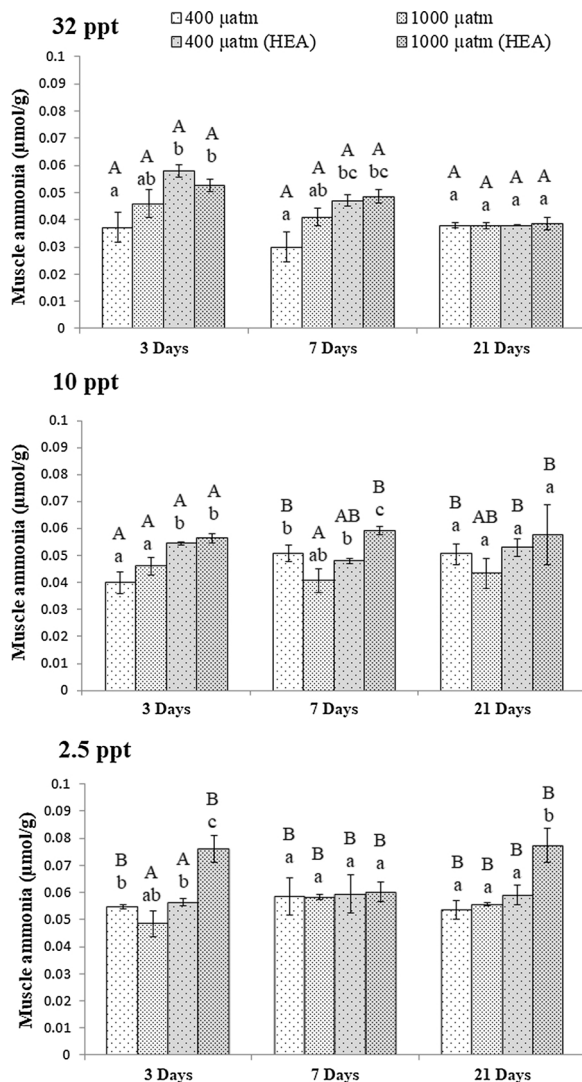 32 ppt
400 µatm
1000 µatm
400 µatm (HEA)
1000 µatm (HEA)
Muscle ammonia (µmol/g)
0.1
0.09
0.08
0.07
0.06
0.05
0.04
0.03
0.02
0.01
0
A A A A
a ab b b
A A A A
a ab bc bc
A A A A
a a a a
3 Days 7 Days 21 Days
10 ppt
Muscle ammonia (µmol/g)
0.1
0.09
0.08
0.07
0.06
0.05
0.04
0.03
0.02
0.01
0
A A A A
a a b b
B A AB B
b ab b c
B AB B B
a a a a
3 Days 7 Days 21 Days
2.5 ppt
Muscle ammonia (µmol/g)
0.1
0.09
0.08
0.07
0.06
0.05
0.04
0.03
0.02
0.01
0
B A A B
b ab b c
B B B B
a a a a
B B B B
a a a b
3 Days 7 Days 21 Days